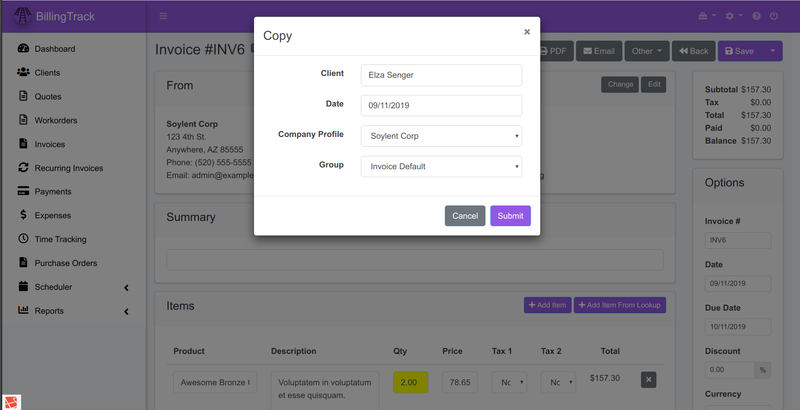 BillingTrack
Dashboard
Clients
Quotes
Workorders
Invoices
Recurring Invoices
Payments
Expenses
Time Tracking
Purchase Orders
Scheduler
Reports
Invoice #INV6
PDF
Email
Other
Back
Save
Copy
×
Client
Elza Senger
Date
09/11/2019
Company Profile
Soylent Corp
Group
Invoice Default
Cancel
Submit
From
Change
Edit
Soylent Corp
123 4th St.
Anywhere, AZ 85555
Phone: (520) 555-5555
Email: admin@example
Summary
Items
Add Item
Add Item From Lookup
Product Description Qty Price Tax 1 Tax 2 Total
Awesome Bronze Voluptatem in voluptatum 2.00 78.65 $157.30
et esse quisquam.
Subtotal $157.30
Tax $0.00
Total $157.30
Paid $0.00
Balance $157.30
Options
Invoice #
INV6
Date
09/11/2019
Due Date
10/11/2019
Discount
0.00 %
Currency